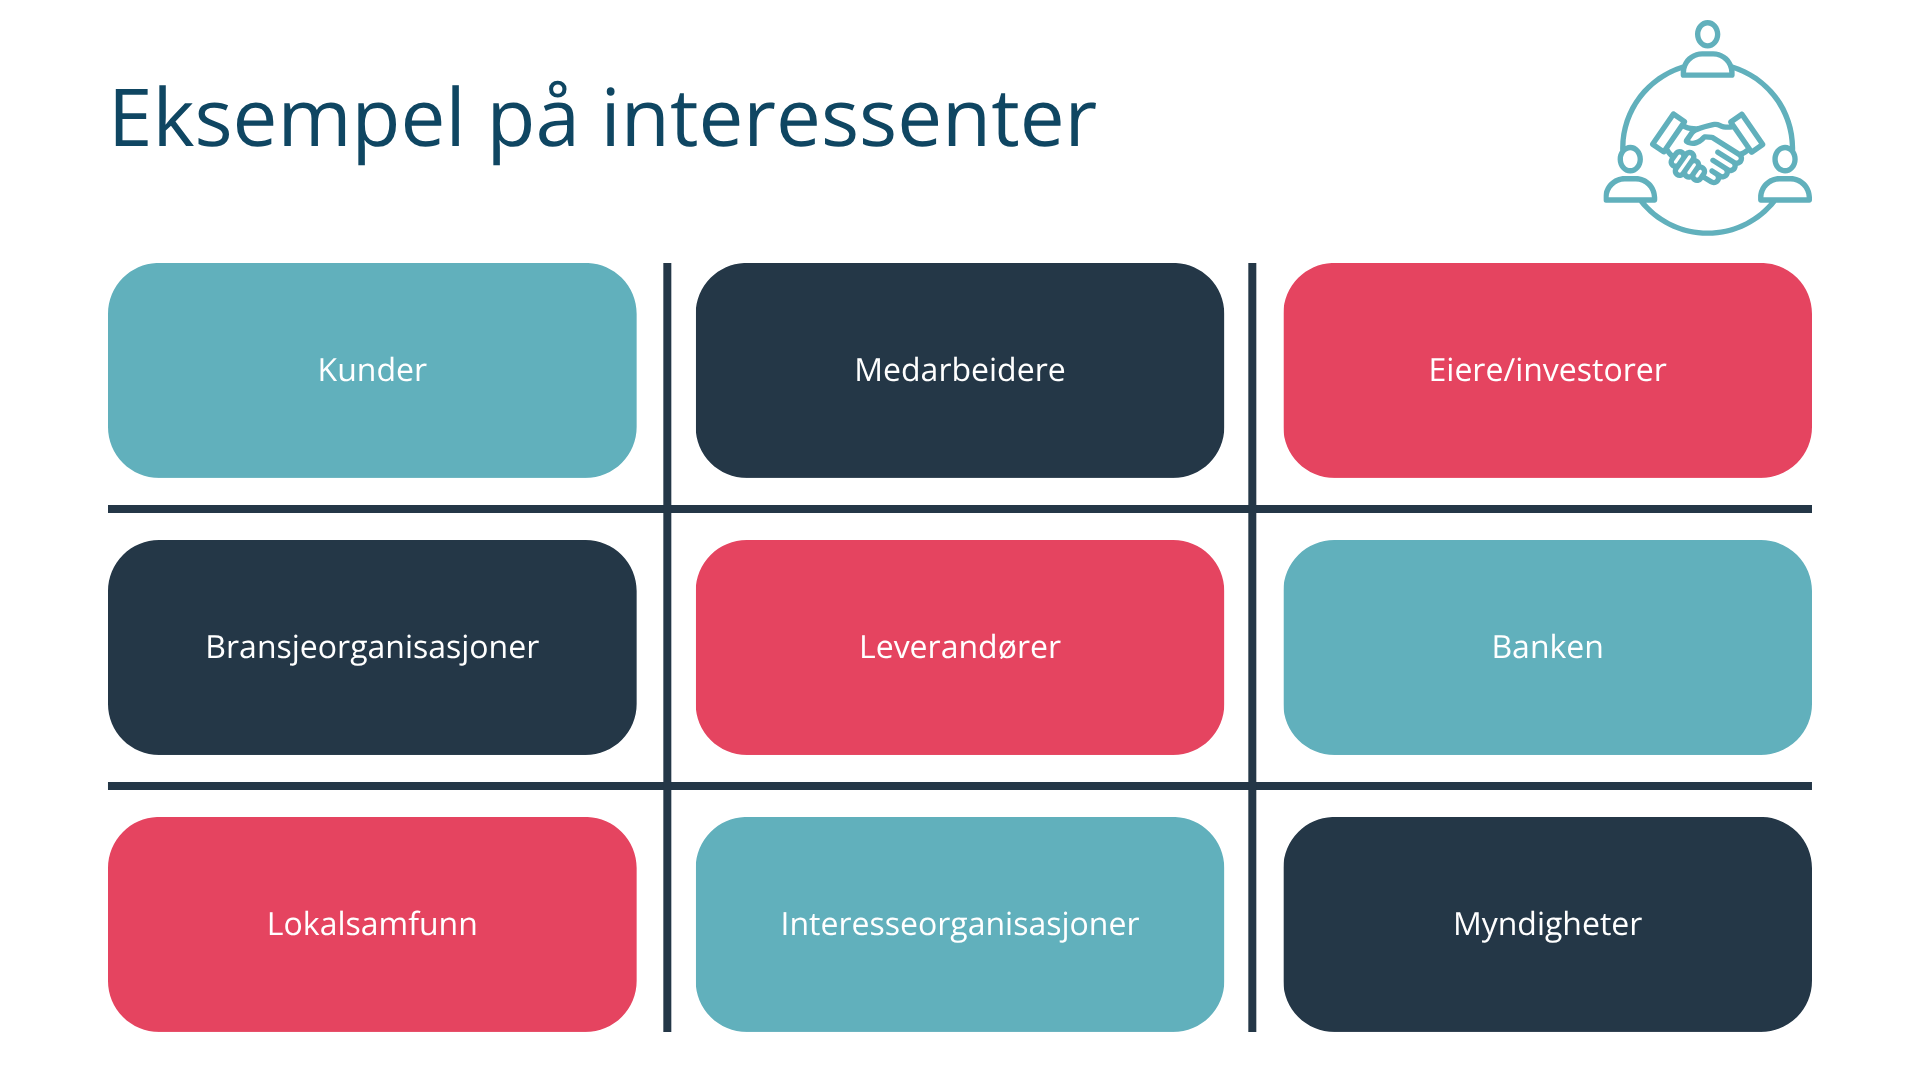 Eksempel på interessenter
Kunder
Medarbeidere
Eiere/investorer
Bransjeorganisasjoner
Leverandører
Banken
Lokalsamfunn
Interesseorganisasjoner
Myndigheter